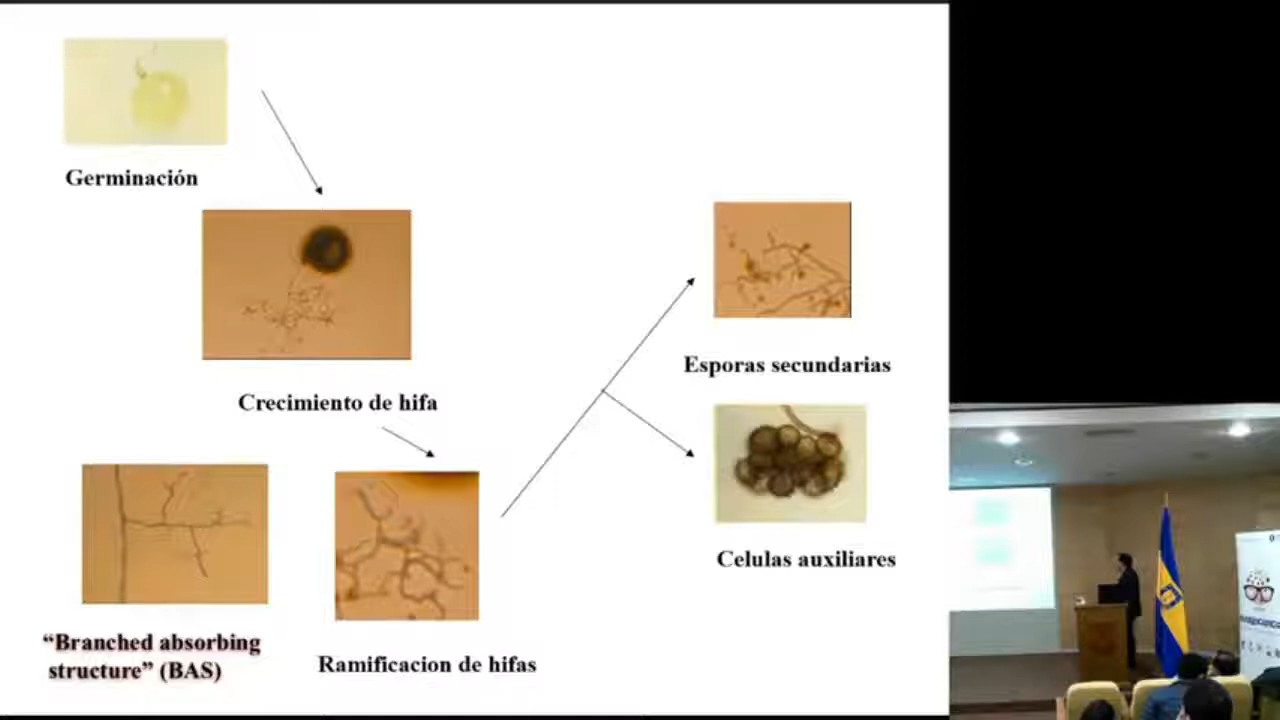 Germinación
Crecimiento de hifa
Esporas secundarias
Celulas auxiliares
“Branched absorbing
structure” (BAS)
Ramificacion de hifas